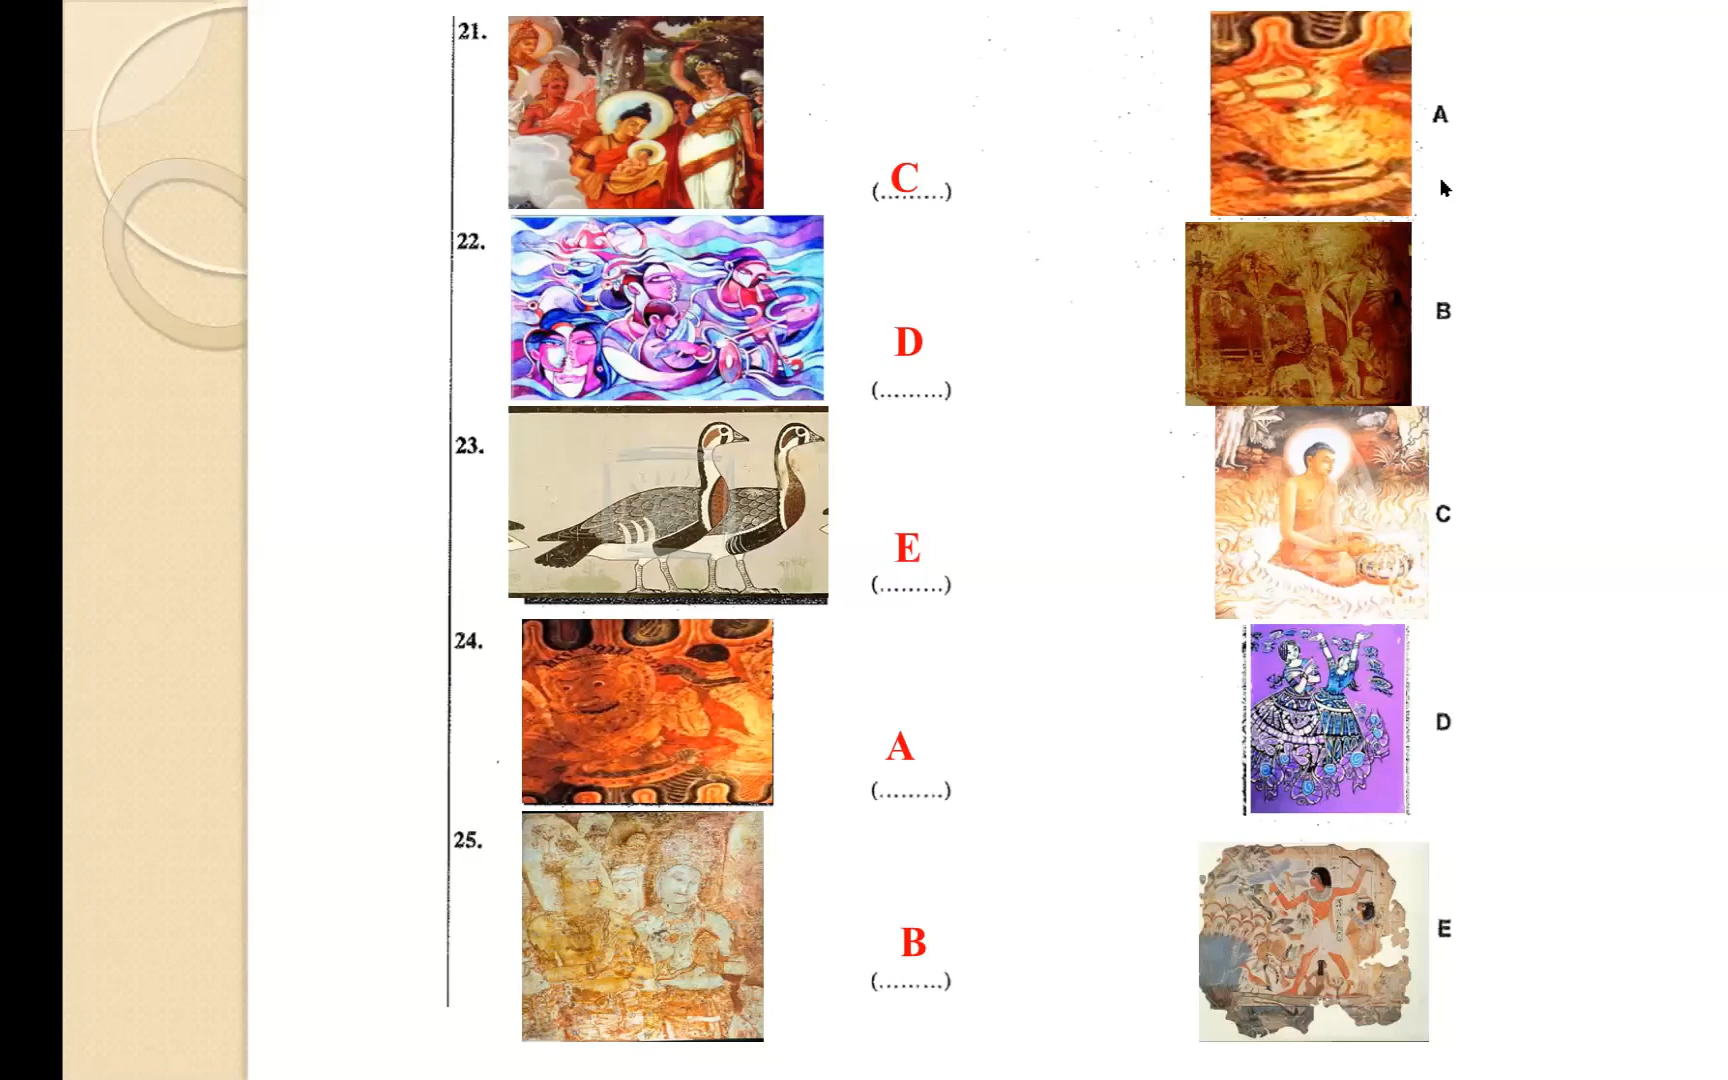 21.
C
(.........)
A
22.
D
(.........)
B
23.
E
(.........)
C
24.
A
(.........)
D
25.
B
(.........)
E